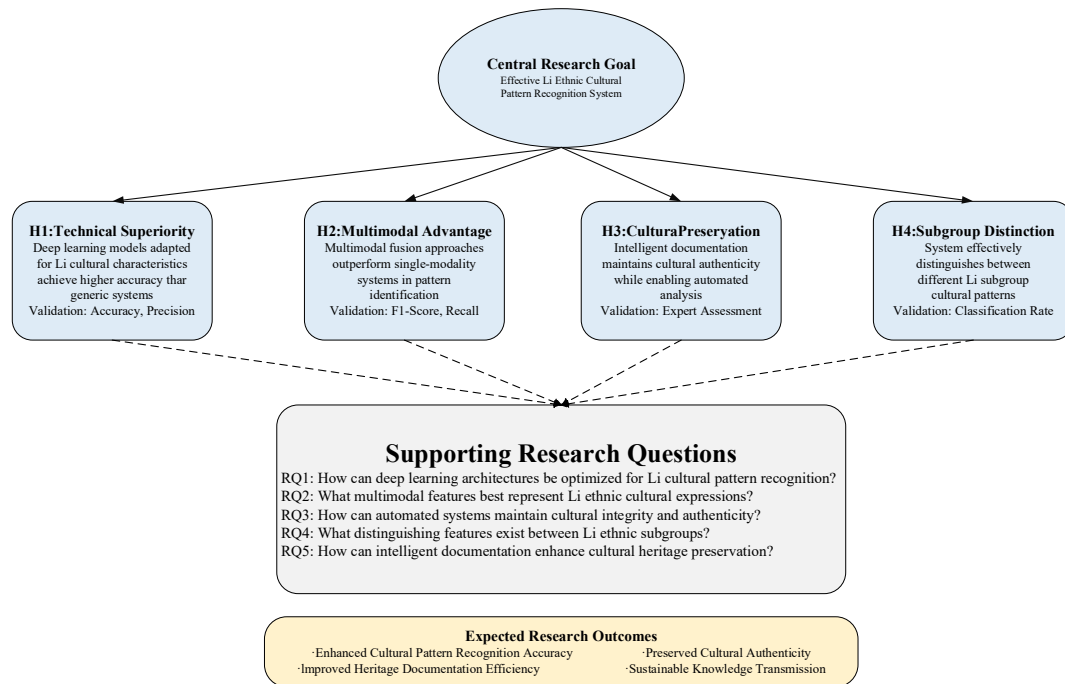 Central Research Goal
Effective Li Ethnic Cultural
Pattern Recognition System
H1:Technical Superiority
Deep learning models adapted
for Li cultural characteristics
achieve higher accuracy thar
generic systems
Validation: Accuracy, Precision
H2:Multimodal Advantage
Multimodal fusion approaches
outperform single-modality
systems in pattern
identification
Validation: F1-Score, Recall
H3:CulturaPreseryation
Intelligent documentation
maintains cultural authenticity
while enabling automated
analysis
Validation: Expert Assessment
H4:Subgroup Distinction
System effectively
distinguishes between
different Li subgroup
cultural patterns
Validation: Classification Rate
Supporting Research Questions
RQ1: How can deep learning architectures be optimized for Li cultural pattern recognition?
RQ2: What multimodal features best represent Li ethnic cultural expressions?
RQ3: How can automated systems maintain cultural integrity and authenticity?
RQ4: What distinguishing features exist between Li ethnic subgroups?
RQ5: How can intelligent documentation enhance cultural heritage preservation?
Expected Research Outcomes
·Enhanced Cultural Pattern Recognition Accuracy
·Preserved Cultural Authenticity
·Improved Heritage Documentation Efficiency
·Sustainable Knowledge Transmission